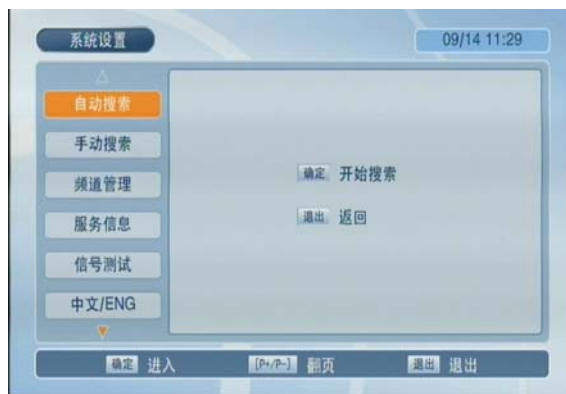 系统设置
09/14 11:29
自动搜索
手动搜索
频道管理
服务信息
信号测试
中文/ENG
确定 开始搜索
退出 返回
确定 进入 [P+/P-] 翻页 退出 退出